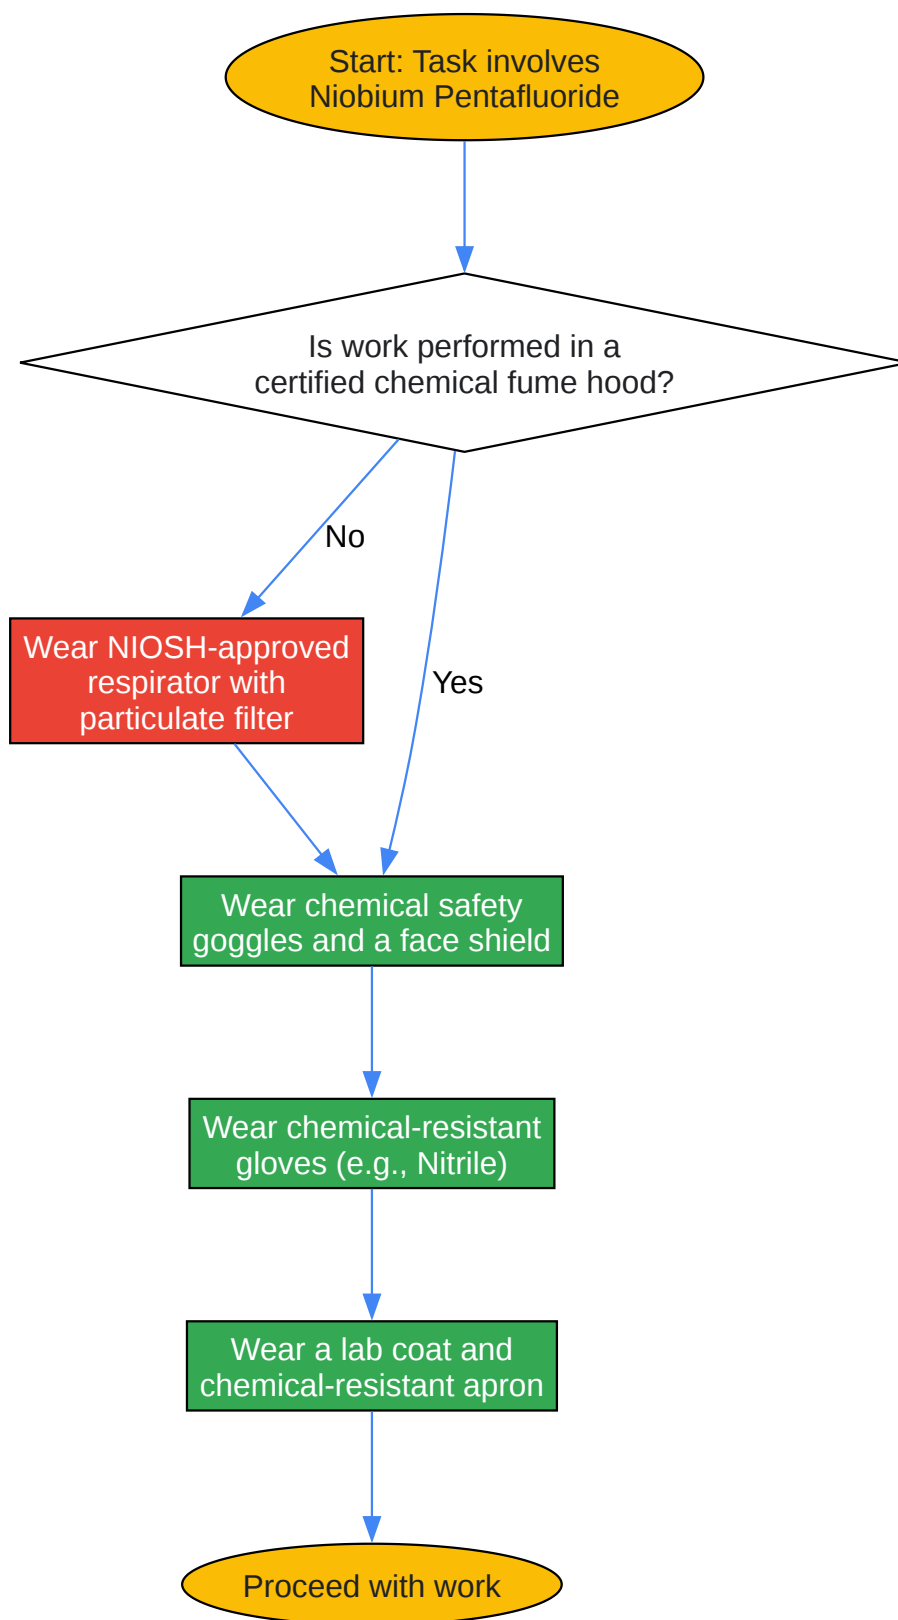 Start: Task involves
Niobium Pentafluoride
Is work performed in a
certified chemical fume hood?
No
Wear NIOSH-approved
respirator with
particulate filter
Yes
Wear chemical safety
goggles and a face shield
Wear chemical-resistant
gloves (e.g., Nitrile)
Wear a lab coat and
chemical-resistant apron
Proceed with work